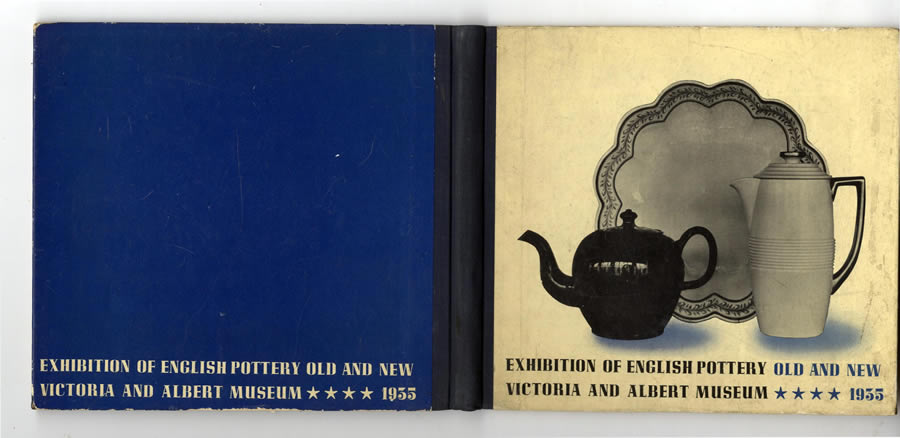 EXHIBITION OF ENGLISH POTTERY OLD AND NEW
VICTORIA AND ALBERT MUSEUM ★★★★ 1935
EXHIBITION OF ENGLISH POTTERY OLD AND NEW
VICTORIA AND ALBERT MUSEUM ★★★★ 1935